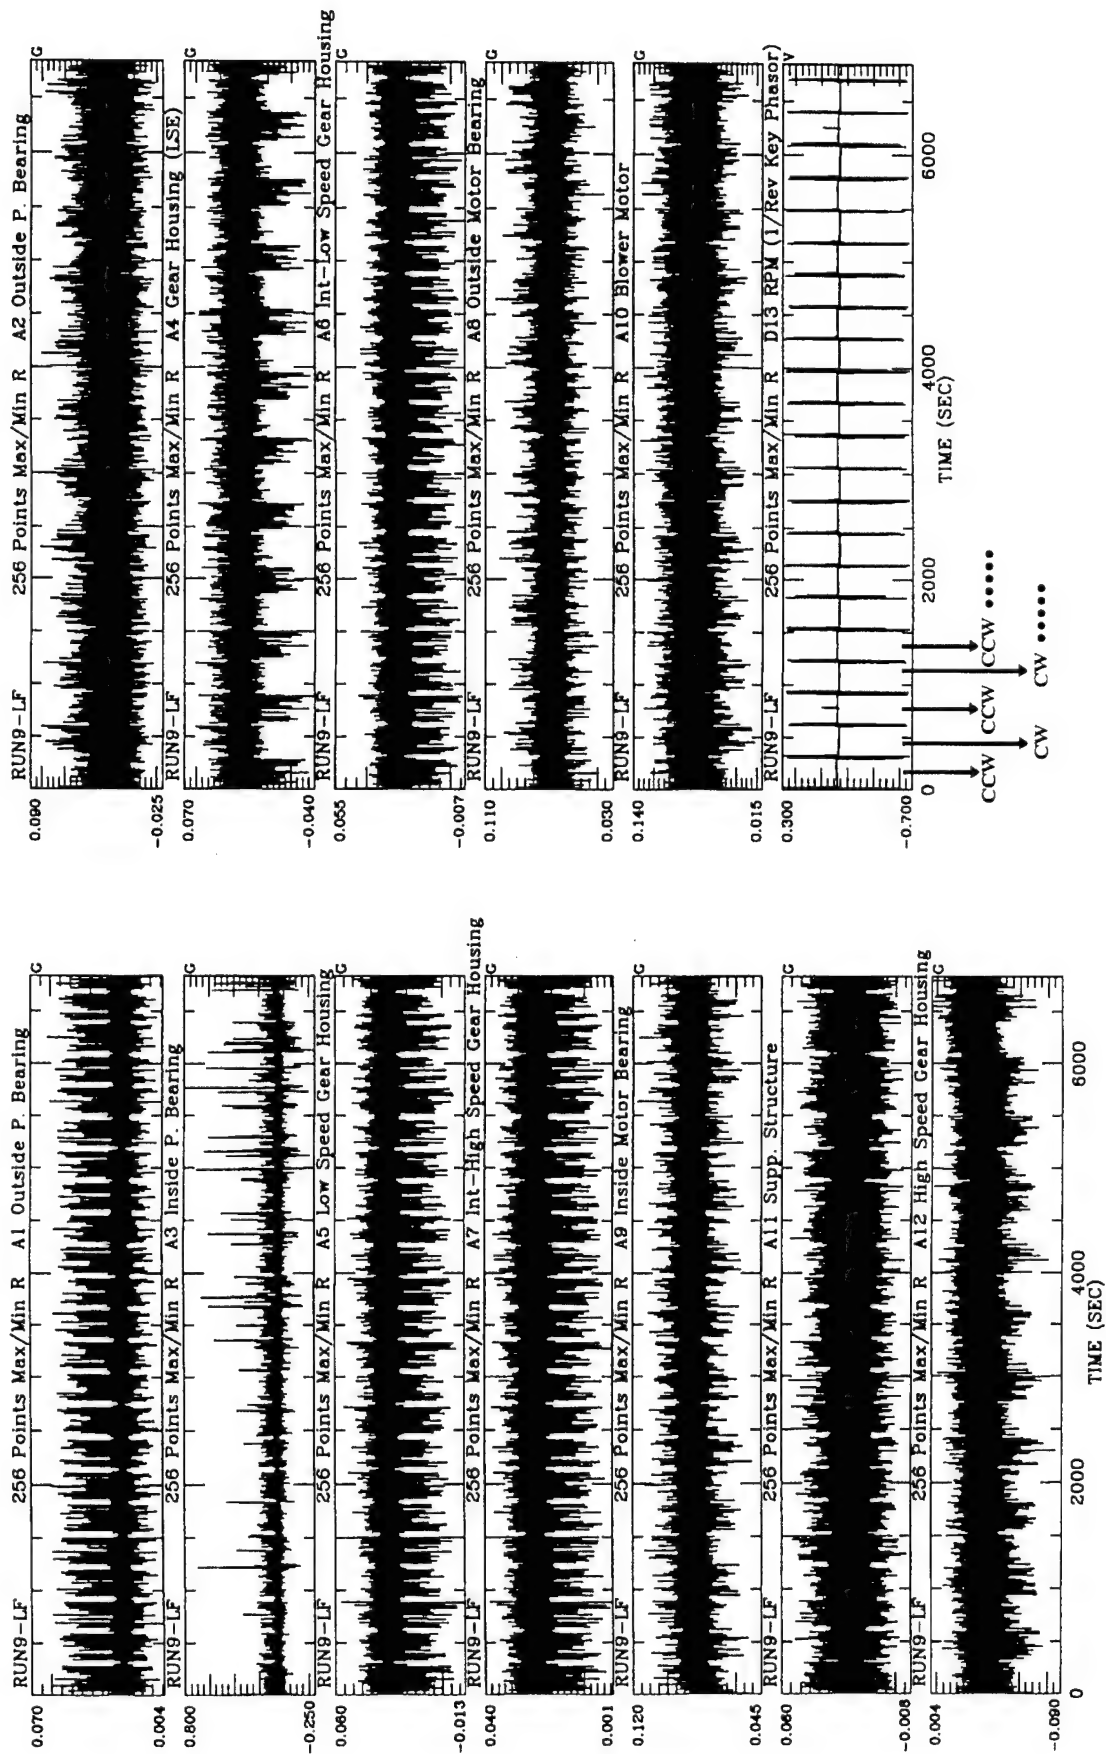 RUN9-LF 256 Points Max/Min R A1 Outside P. Bearing
0.070 G
0.004
RUN9-LF 256 Points Max/Min R A3 Inside P. Bearing
0.800 G
-0.250
RUN9-LF 256 Points Max/Min R A5 Low Speed Gear Housing
0.060 G
-0.013
RUN9-LF 256 Points Max/Min R A7 Int-High Speed Gear Housing
0.040 G
0.001
RUN9-LF 256 Points Max/Min R A9 Inside Motor Bearing
0.120 G
0.045
RUN9-LF 256 Points Max/Min R A11 Supp. Structure
0.060 G
-0.008
RUN9-LF 256 Points Max/Min R A12 High Speed Gear Housing
0.004 G
-0.090
0 2000 4000 6000
TIME (SEC)
RUN9-LF 256 Points Max/Min R A2 Outside P. Bearing
0.090 G
-0.025
RUN9-LF 256 Points Max/Min R A4 Gear Housing (LSE)
0.070 G
-0.040
RUN9-LF 256 Points Max/Min R A6 Int-Low Speed Gear Housing
0.055 G
-0.007
RUN9-LF 256 Points Max/Min R A8 Outside Motor Bearing
0.110 G
0.030
RUN9-LF 256 Points Max/Min R A10 Blower Motor
0.140 G
0.015
RUN9-LF 256 Points Max/Min R D13 RPM (1/Rev Key Phasor)
0.300 V
-0.700
0 2000 4000 6000
TIME (SEC)
CCW CCW CCW •••••
CW CW •••••